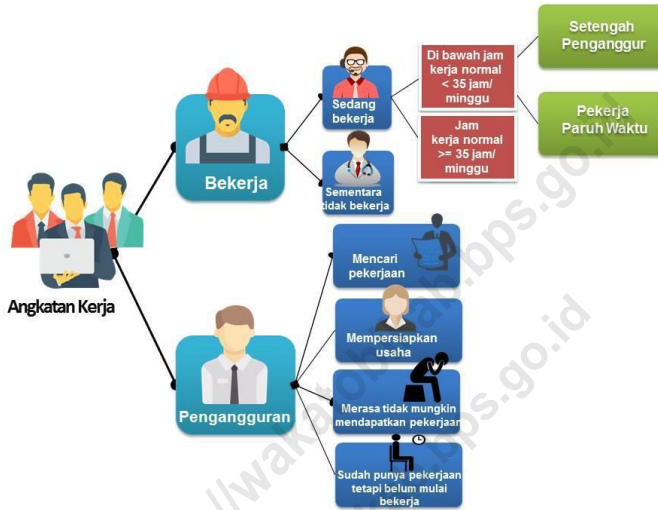 Angkatan Kerja
Bekerja
Sedang
bekerja
Sementara
tidak bekerja
Di bawah jam
kerja normal
< 35 jam/
minggu
Jam
kerja normal
>= 35 jam/
minggu
Setengah
Penganggur
Pekerja
Paruh Waktu
Pengangguran
Mencari
pekerjaan
Mempersiapkan
usaha
Merasa tidak mungkin
mendapatkan pekerjaan
Sudah punya pekerjaan
tetapi belum mulai
bekerja